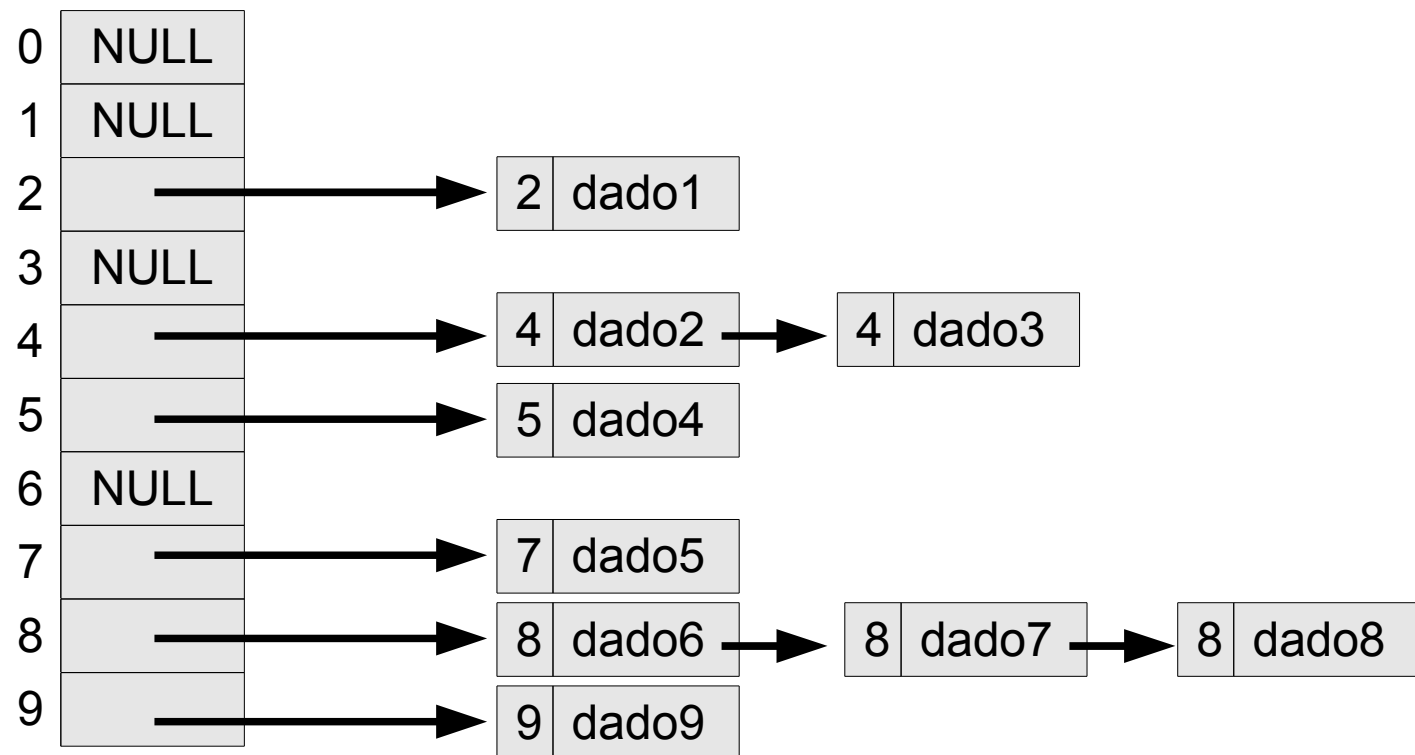 0 NULL
1 NULL
2 2 dado1
3 NULL
4 4 dado2 4 dado3
5 5 dado4
6 NULL
7 7 dado5
8 8 dado6 8 dado7 8 dado8
9 9 dado9